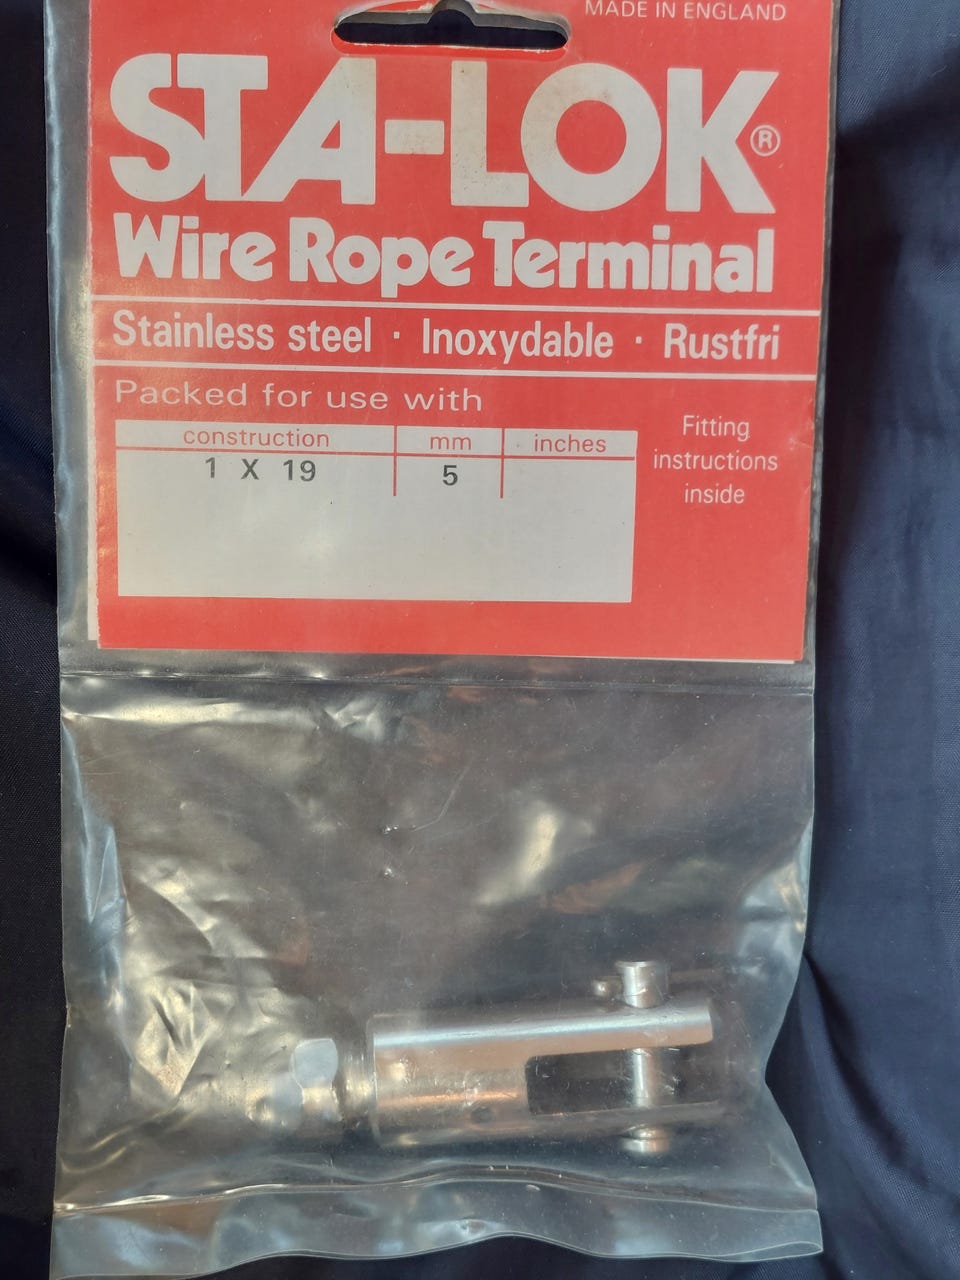 MADE IN ENGLAND
STA-LOK®
Wire Rope Terminal
Stainless steel · Inoxydable · Rustfri
Packed for use with
construction mm inches
1 X 19 5
Fitting
instructions
inside